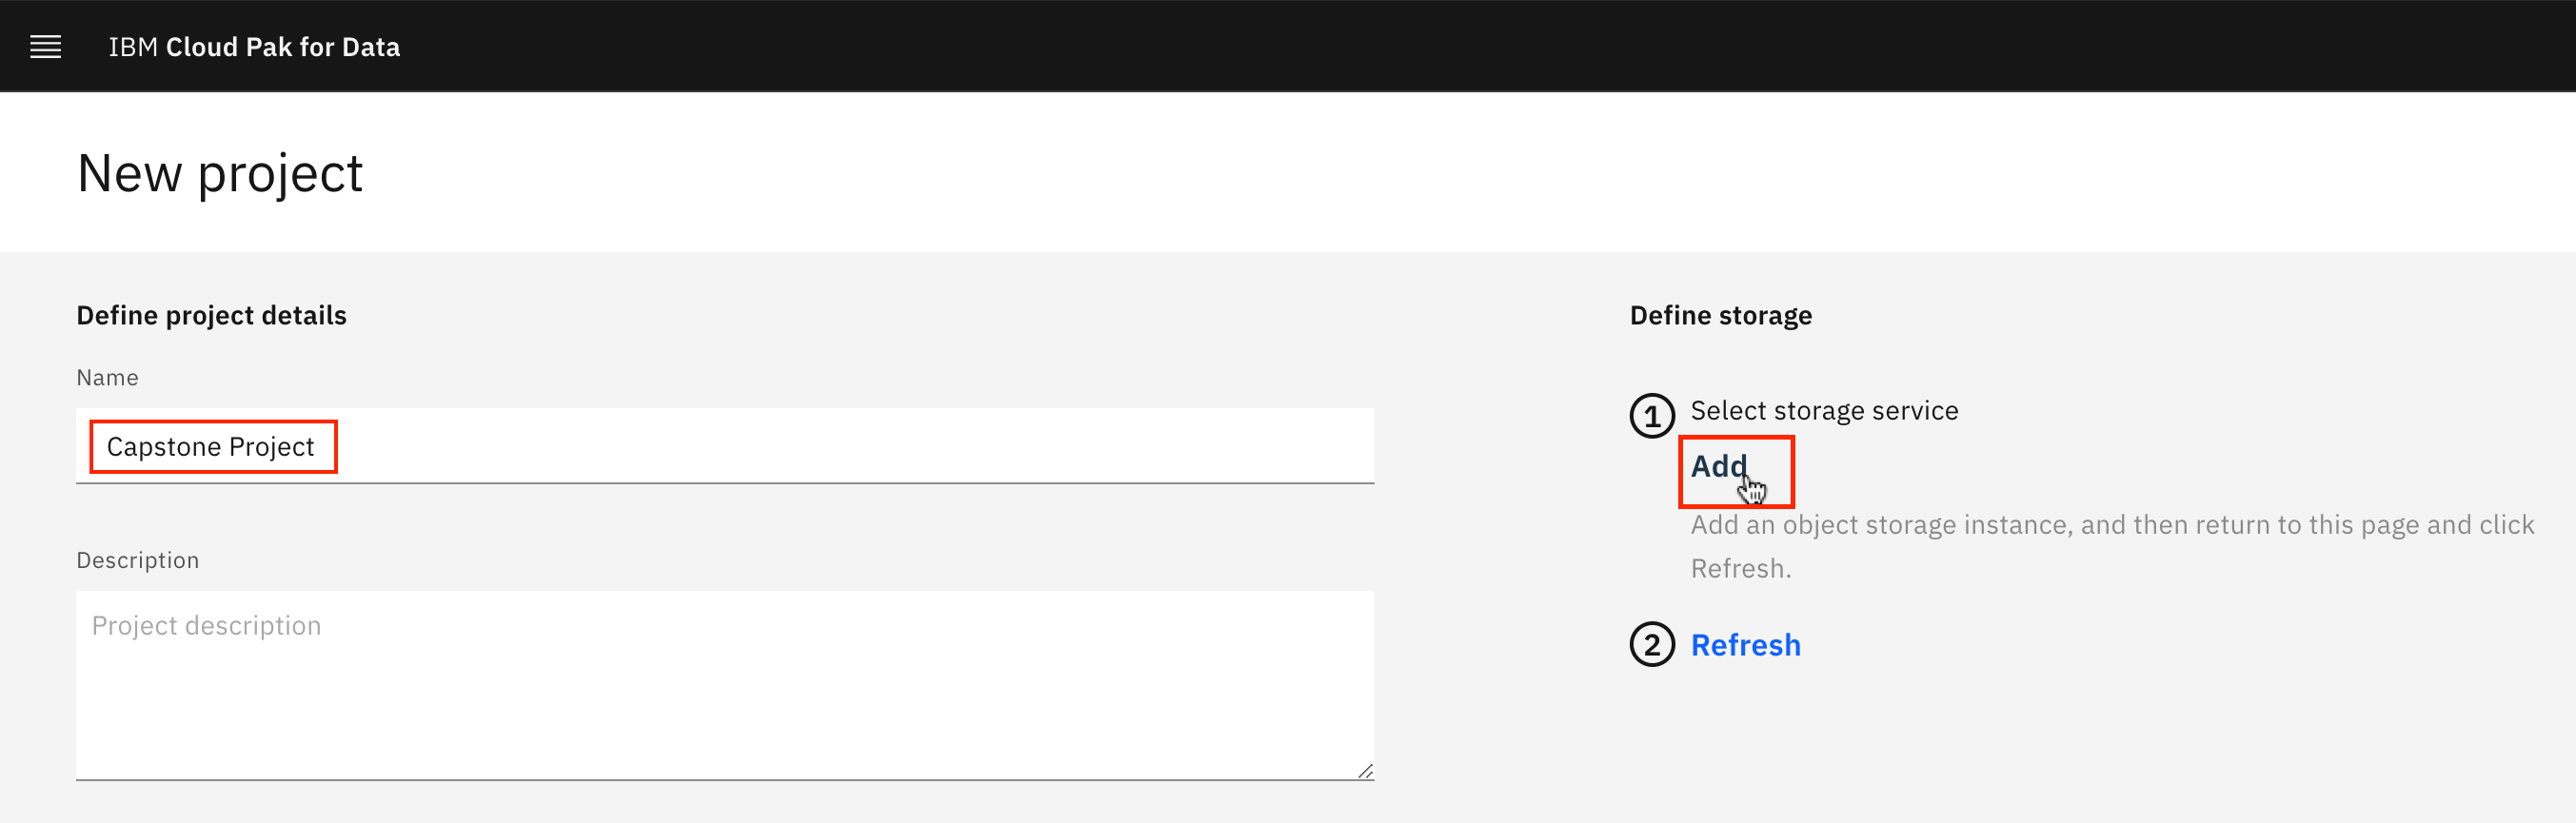 IBM Cloud Pak for Data
New project
Define project details
Name
Capstone Project
Description
Project description
Define storage
1 Select storage service
Add
Add an object storage instance, and then return to this page and click
Refresh.
2 Refresh